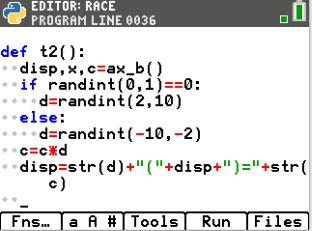 EDITOR: RACE
PROGRAM LINE 0036
def t2():
◆◆disp,x,c=ax_b()
◆◆if randint(0,1)==0:
◆◆◆◆d=randint(2,10)
◆◆else:
◆◆◆◆d=randint(-10,-2)
◆◆c=c*d
◆◆disp=str(d)+"("+disp+")="+str(
c)
◆◆_
Fns… a A # Tools Run Files